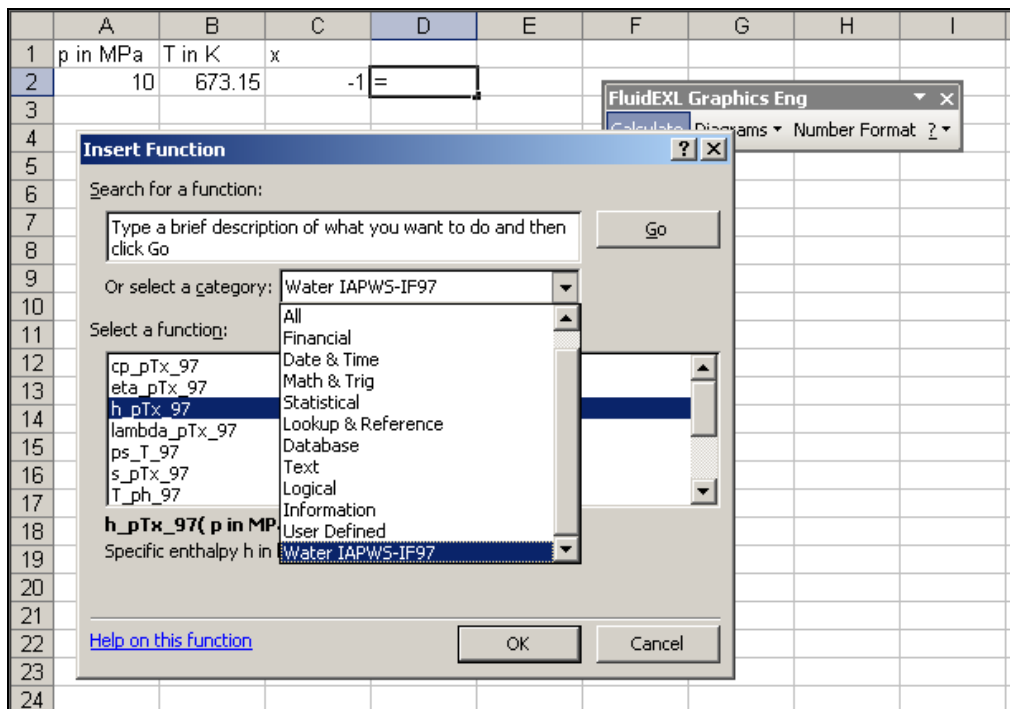 A B C D E F G H I
1 p in MPa T in K x
2 10 673.15 -1 =
3
FluidEXL Graphics Eng
4
Calculate Diagrams Number Format ?
Insert Function ?
5
6
Search for a function:
7
Type a brief description of what you want to do and then
click Go
Go
8
9
Or select a category: Water IAPWS-IF97
10
All
11
Select a function:
Financial
12
Date & Time
cp_pTx_97
13
Math & Trig
eta_pTx_97
Statistical
h_pTx_97
14
Lookup & Reference
lambda_pTx_97
15
Database
ps_T_97
16
Text
s_pTx_97
Logical
T_ph_97
17
Information
18
h_pTx_97( p in MP
User Defined
19
Specific enthalpy h in
Water IAPWS-IF97
20
21
22
Help on this function OK Cancel
23
24